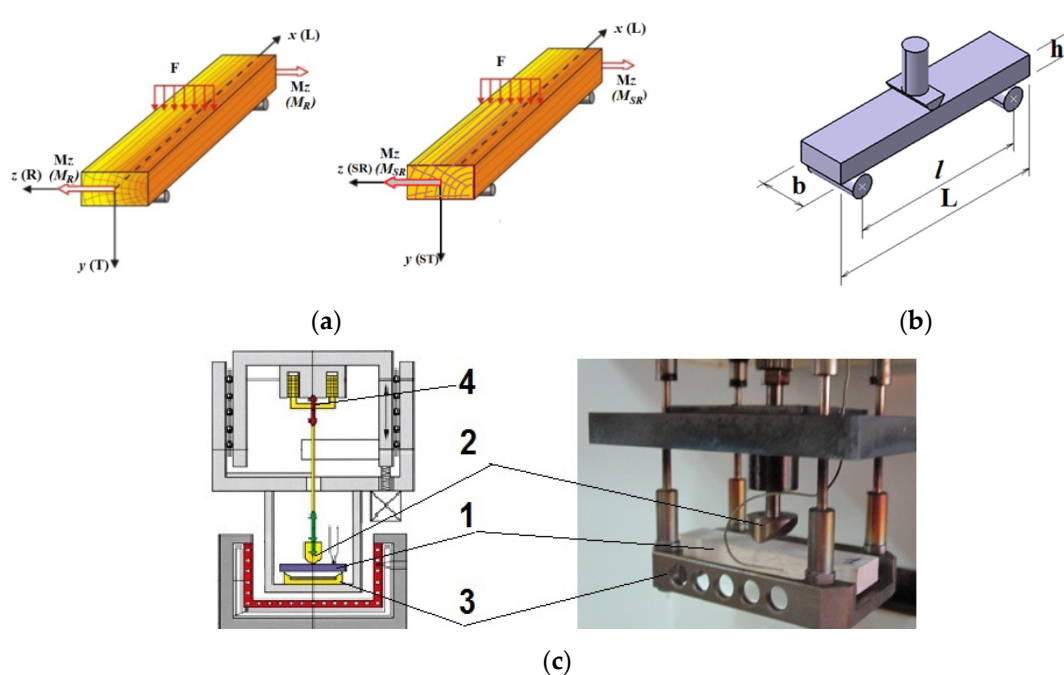 x (L)
F
Mz
(MR)
Mz
z (R) (MR)
y (T)
x (L)
F
Mz
(MSR)
Mz
z (SR) (MSR
y (ST)
(a)
h
b
l
L
(b)
4
2
1
3
(c)